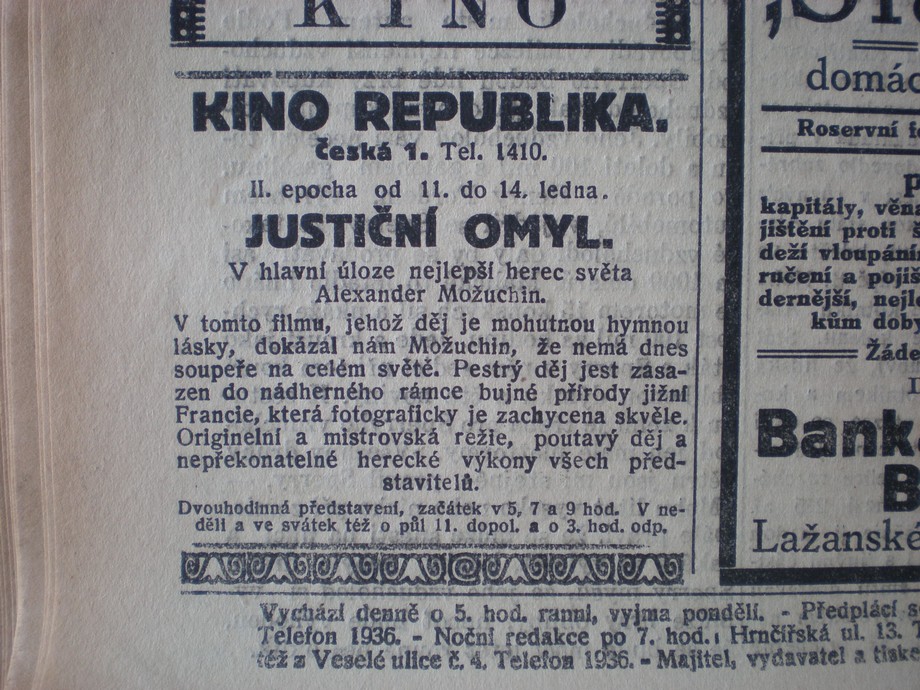 KINO
KINO REPUBLIKA.
Česká 1. Tel. 1410.
II. epocha od 11. do 14. ledna.
JUSTIČNÍ OMYL.
V hlavní úloze nejlepší herec světa
Alexander Možuchin.
V tomto filmu, jehož děj je mohutnou hymnou
lásky, dokázal nám Možuchin, že nemá dnes
soupeře na celém světě. Pestrý děj jest zása-
zen do nádherného rámce bujné přírody jižní
Francie, která fotograficky je zachycena skvěle.
Originelní a mistrovská režie, poutavý děj a
nepřekonatelné herecké výkony všech před-
stavitelů.
Dvouhodinná představení, začátek v 5, 7 a 9 hod. V ne-
děli a ve svátek též o půl 11. dopol. a o 3. hod. odp.
Vychází denně o 5. hod. ranní, vyjma pondělí. - Předplácí s
Telefon 1936. - Noční redakce po 7. hod.: Hrnčířská ul. 13. T
též z Veselé ulice č. 4. Telefon 1936. - Majitel, vydavatel a tiske
domác
Roservní f
kapitály, věna
jištění proti š
deží vloupání
ručení a pojiš
dernější, nejl
kům doby
Žáde
Bank
B
Lažanské